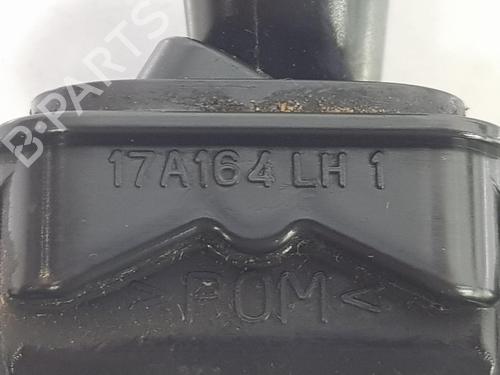 B-PARTS
17A164 LH 1
> POM <